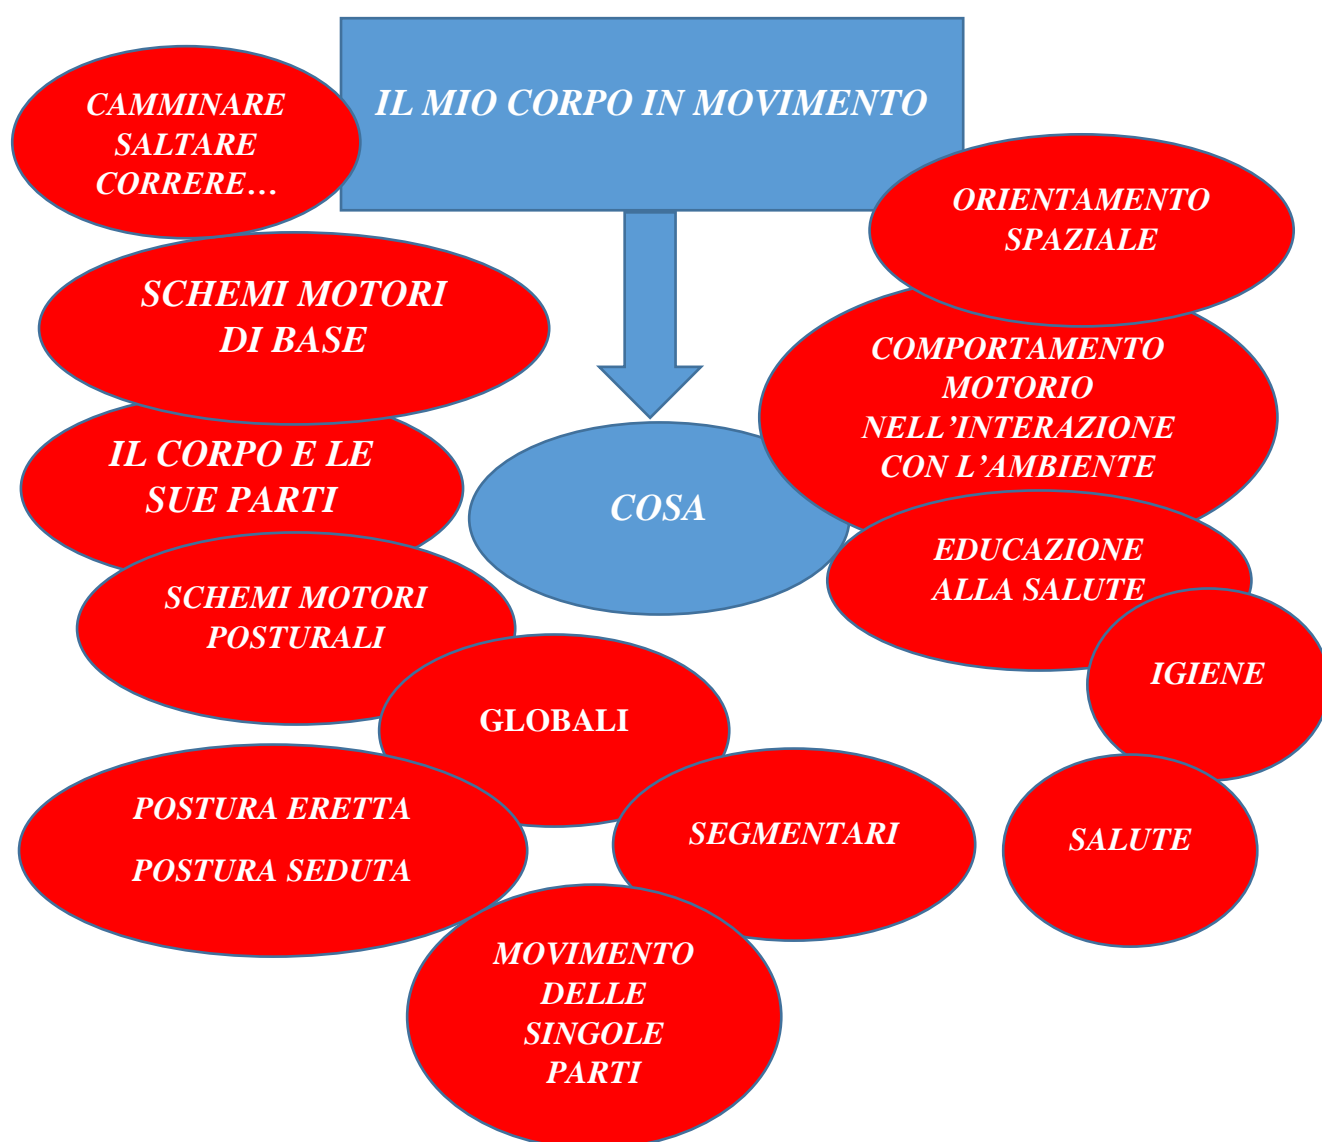 IL MIO CORPO IN MOVIMENTO
CAMMINARE
SALTARE
CORRERE…
ORIENTAMENTO
SPAZIALE
SCHEMI MOTORI
DI BASE
COMPORTAMENTO
MOTORIO
NELL’INTERAZIONE
CON L’AMBIENTE
IL CORPO E LE
SUE PARTI
COSA
EDUCAZIONE
ALLA SALUTE
SCHEMI MOTORI
POSTURALI
IGIENE
GLOBALI
POSTURA ERETTA
POSTURA SEDUTA
SEGMENTARI
SALUTE
MOVIMENTO
DELLE
SINGOLE
PARTI